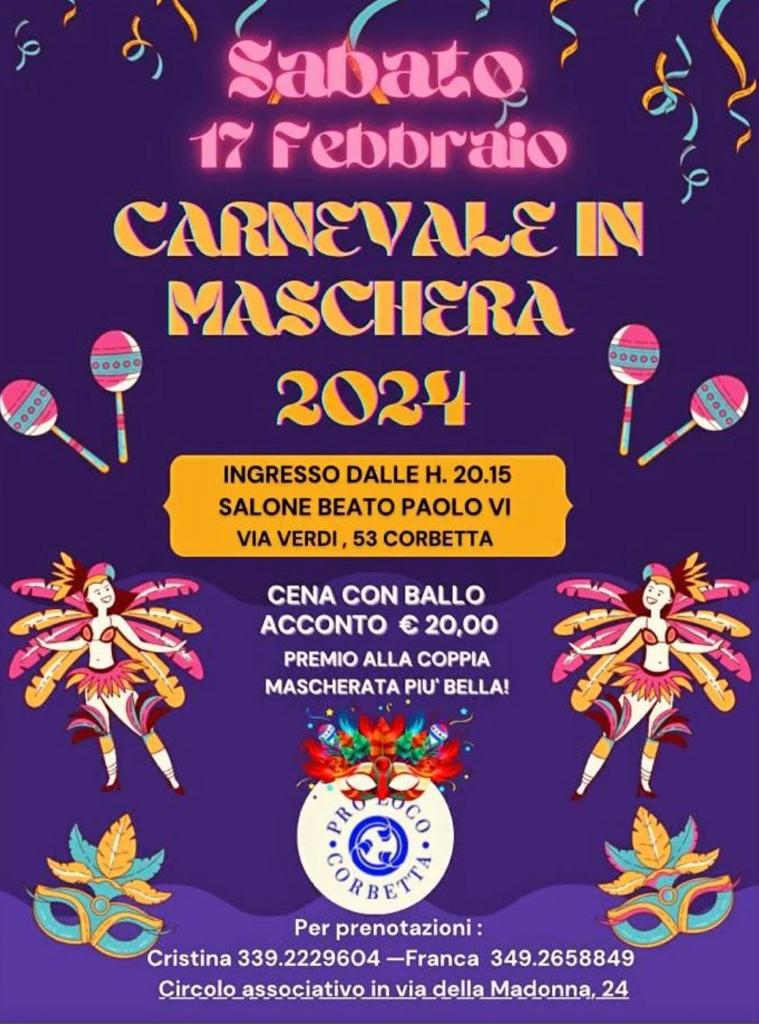 Sabato
17 Febbraio
CARNEVALE IN
MASCHERA
2024
INGRESSO DALLE H. 20.15
SALONE BEATO PAOLO VI
VIA VERDI , 53 CORBETTA
CENA CON BALLO
ACCONTO € 20,00
PREMIO ALLA COPPIA
MASCHERATA PIU' BELLA!
PRO LOCO
CORBETTA
Per prenotazioni :
Cristina 339.2229604 —Franca 349.2658849
Circolo associativo in via della Madonna, 24